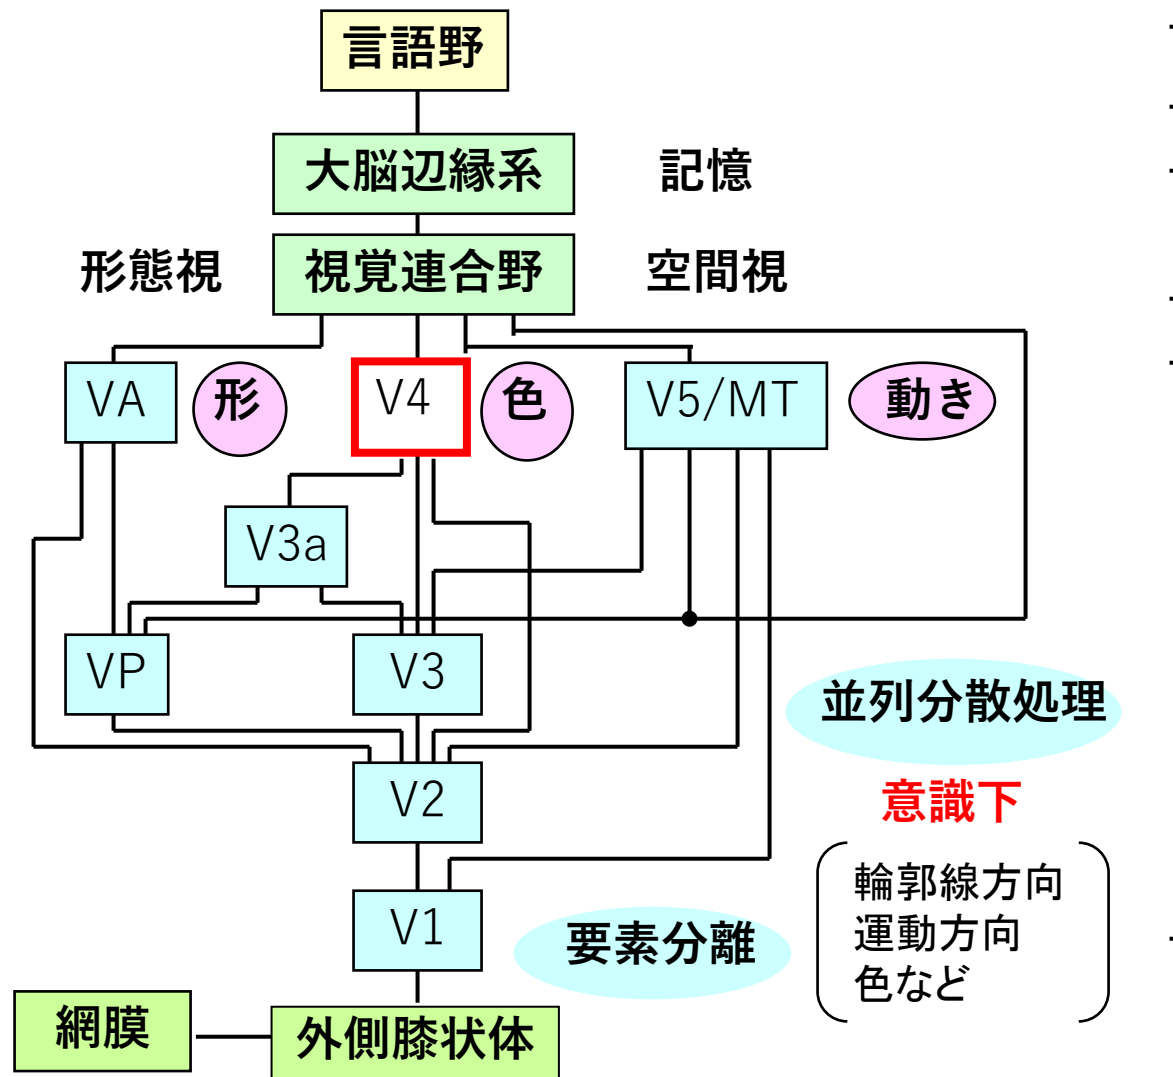 言語野
大脳辺縁系
記憶
形態視
視覚連合野
空間視
VA
形
V4
色
V5/MT
動き
V3a
VP
V3
並列分散処理
V2
意識下
輪郭線方向
運動方向
色など
V1
要素分離
網膜
外側膝状体